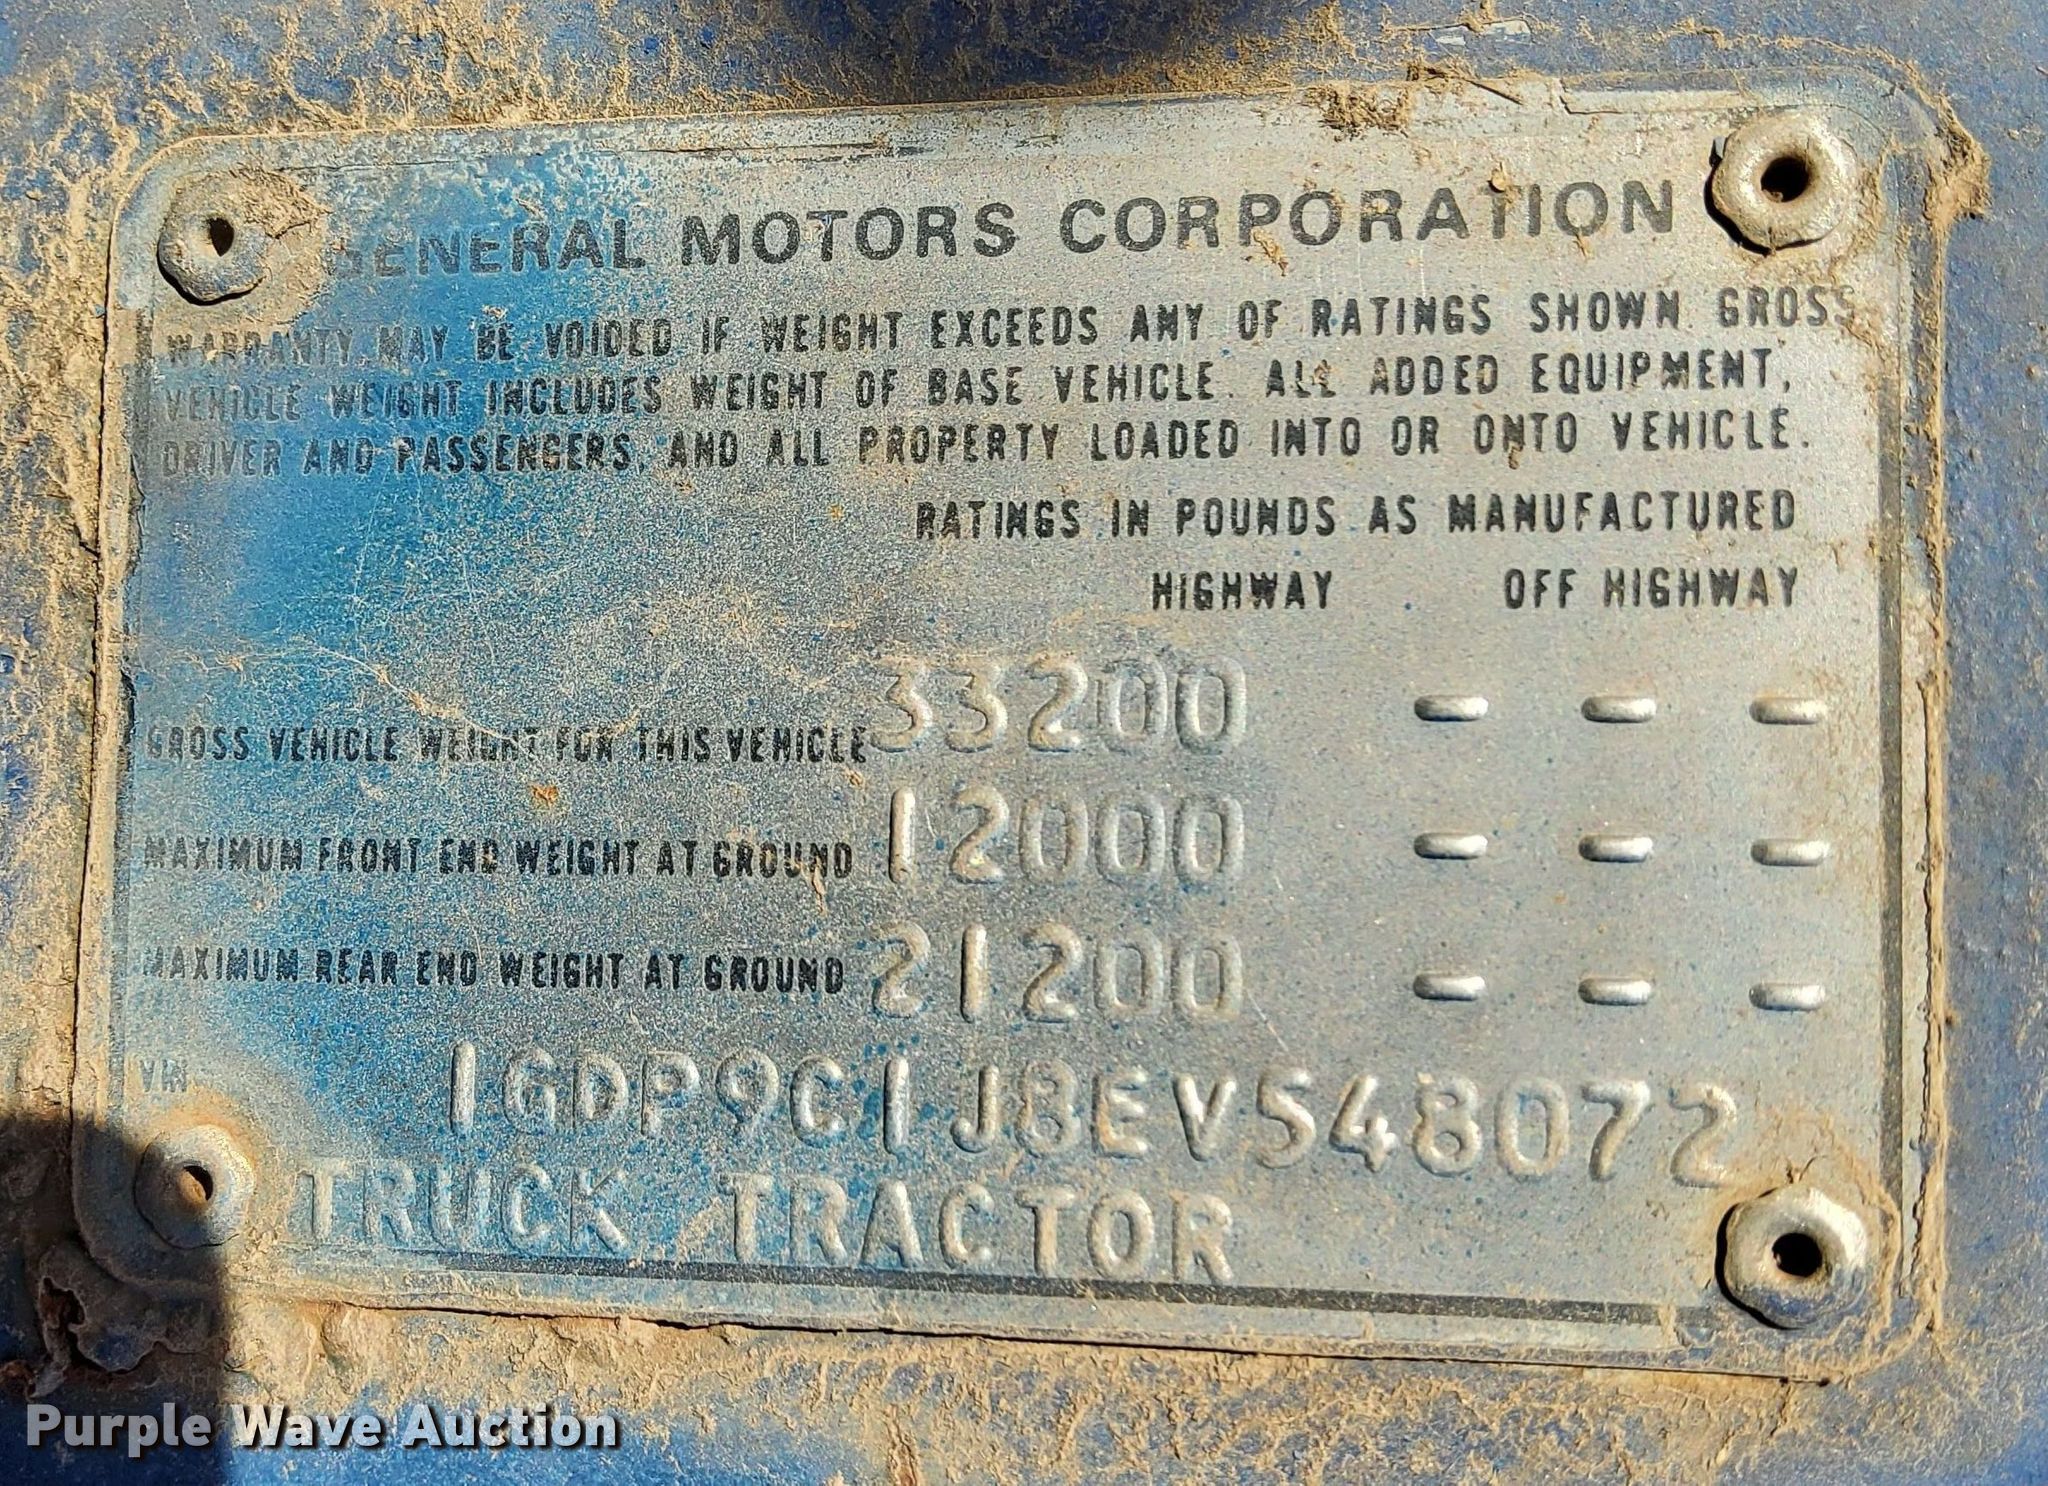 GENERAL MOTORS CORPORATION
WARRANTY MAY BE VOIDED IF WEIGHT EXCEEDS ANY OF RATINGS SHOWN. GROSS
VEHICLE WEIGHT INCLUDES WEIGHT OF BASE VEHICLE. ALL ADDED EQUIPMENT,
DRIVER AND PASSENGERS, AND ALL PROPERTY LOADED INTO OR ONTO VEHICLE.
RATINGS IN POUNDS AS MANUFACTURED
HIGHWAY OFF HIGHWAY
GROSS VEHICLE WEIGHT FOR THIS VEHICLE 33200 - - -
MAXIMUM FRONT END WEIGHT AT GROUND 12000 - - -
MAXIMUM REAR END WEIGHT AT GROUND 21200 - - -
1GDP9C1J8EV548072
TRUCK TRACTOR
Purple Wave Auction